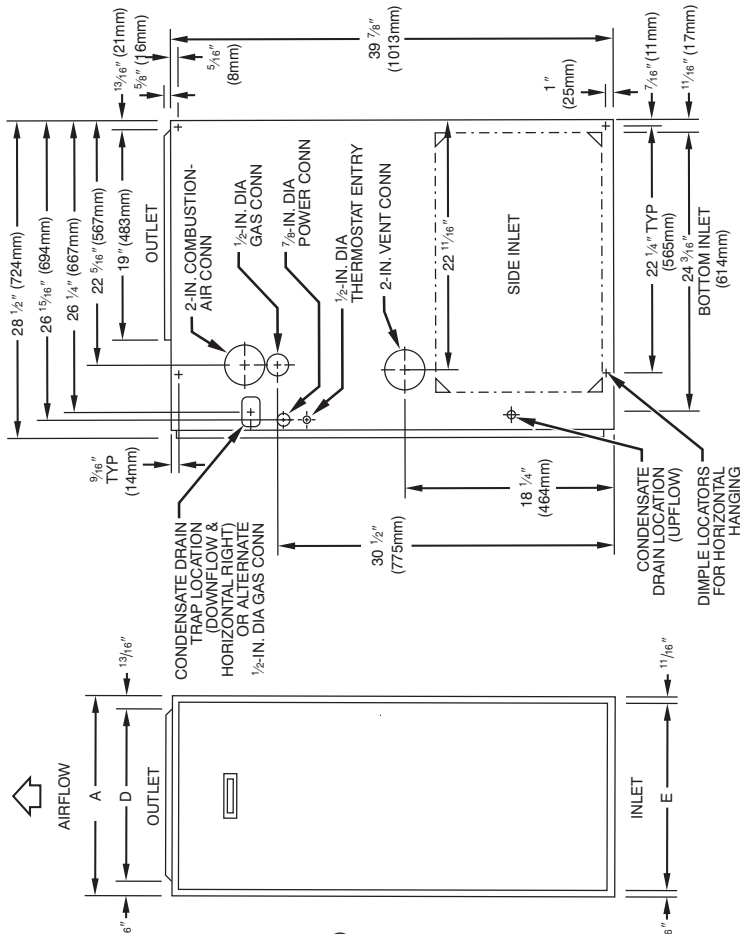 28 1/2" (724mm)
26 15/16" (694mm)
26 1/4" (667mm)
22 5/16" (567mm)
19" (483mm)
OUTLET
13/16" (21mm)
5/8" (16mm)
5/16"
(8mm)
9/16"
TYP
(14mm)
2-IN. COMBUSTION-
AIR CONN
1/2-IN. DIA
GAS CONN
7/8-IN. DIA
POWER CONN
1/2-IN. DIA
THERMOSTAT ENTRY
2-IN. VENT CONN
39 7/8"
(1013mm)
22 11/16"
SIDE INLET
1"
(25mm)
7/16" (11mm)
11/16" (17mm)
22 1/4" TYP
(565mm)
24 3/16"
BOTTOM INLET
(614mm)
CONDENSATE DRAIN
TRAP LOCATION
(DOWNFLOW &
HORIZONTAL RIGHT)
OR ALTERNATE
1/2-IN. DIA GAS CONN
30 1/2"
(775mm)
18 1/4"
(464mm)
CONDENSATE
DRAIN LOCATION
(UPFLOW)
DIMPLE LOCATORS
FOR HORIZONTAL
HANGING
AIRFLOW
A
D
13/16"
OUTLET
INLET
E
11/16"